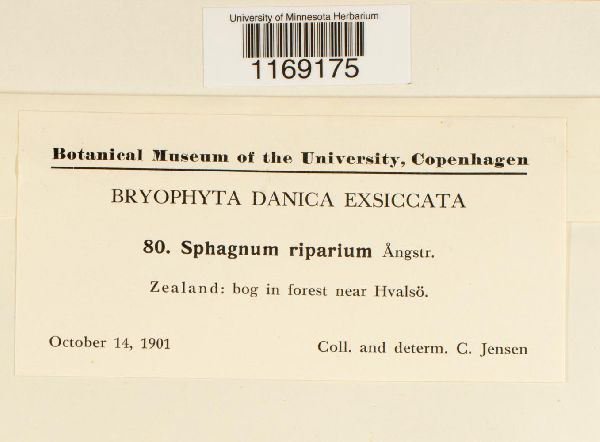 University of Minnesota Herbarium
1169175
Botanical Museum of the University, Copenhagen
BRYOPHYTA DANICA EXSICCATA
80. Sphagnum riparium Ångstr.
Zealand: bog in forest near Hvalsö.
October 14, 1901
Coll. and determ. C. Jensen